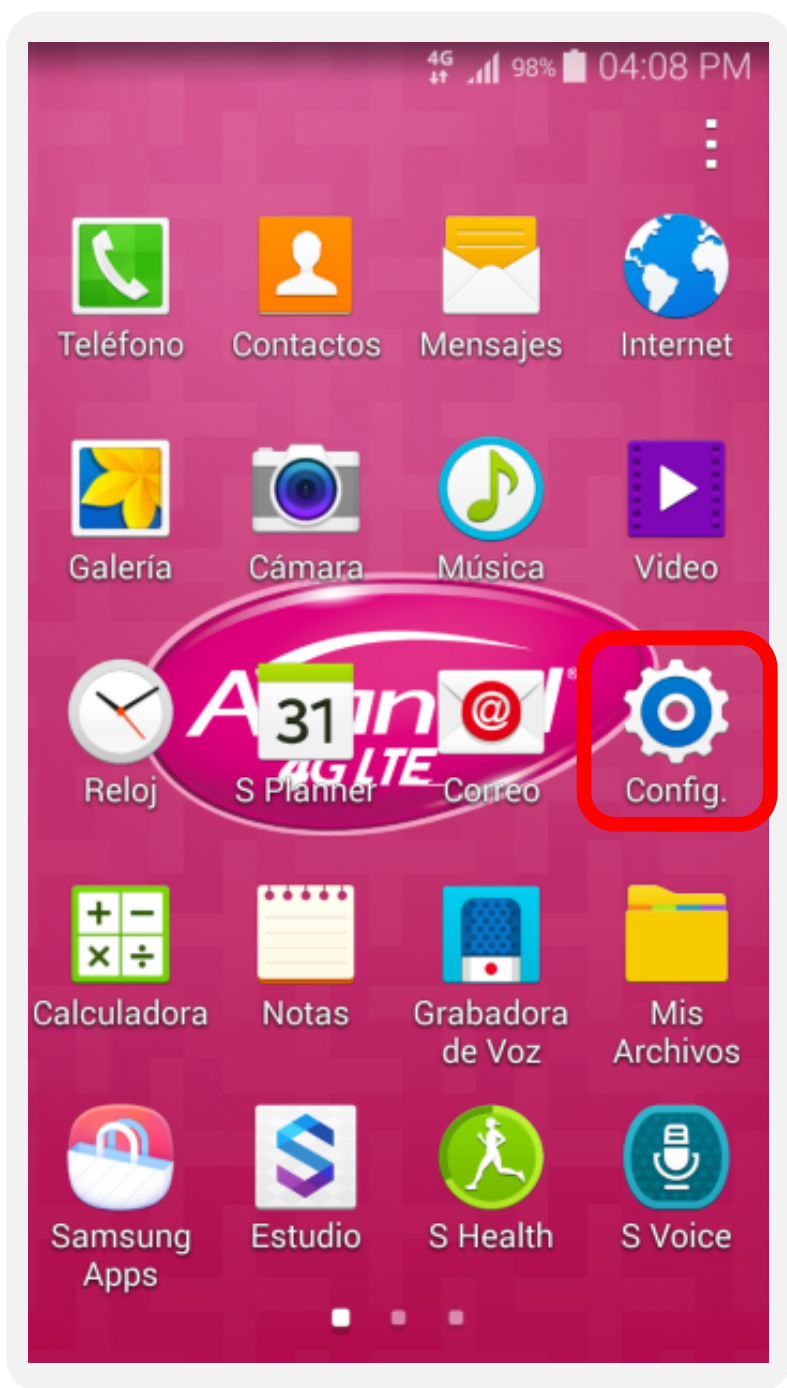 4G 98% 04:08 PM
Teléfono Contactos Mensajes Internet
Galería Cámara Música Video
31 @
4G LTE
Reloj S Planner Correo Config.
Calculadora Notas Grabadora de Voz Mis Archivos
Samsung Apps Estudio S Health S Voice